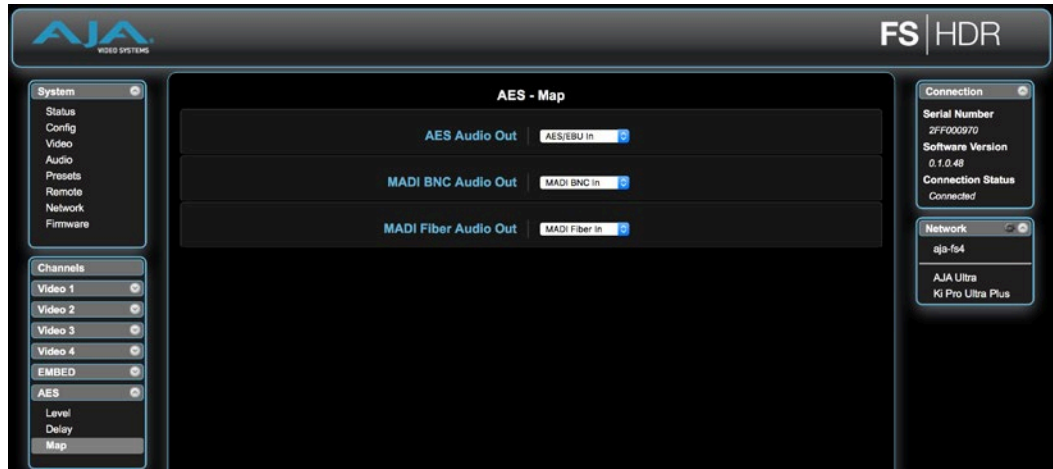 AJA
VIDEO SYSTEMS
FS|HDR
System
Status
Config
Video
Audio
Presets
Remote
Network
Firmware
Channels
Video 1
Video 2
Video 3
Video 4
EMBED
AES
Level
Delay
Map
AES - Map
AES Audio Out
AES/EBU In
MADI BNC Audio Out
MADI BNC In
MADI Fiber Audio Out
MADI Fiber In
Connection
Serial Number
2FF000970
Software Version
0.1.0.48
Connection Status
Connected
Network
aja-fs4
AJA Ultra
Ki Pro Ultra Plus